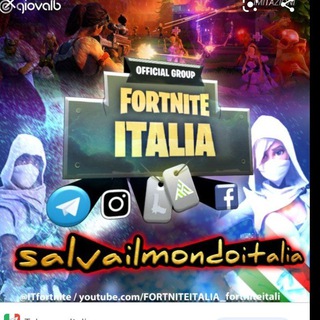 giovalb
OFFICIAL GROUP
FORTNITE
ITALIA
salvailmondoitalia
youtube.com/FORTNITEITALIA_fortniteitali